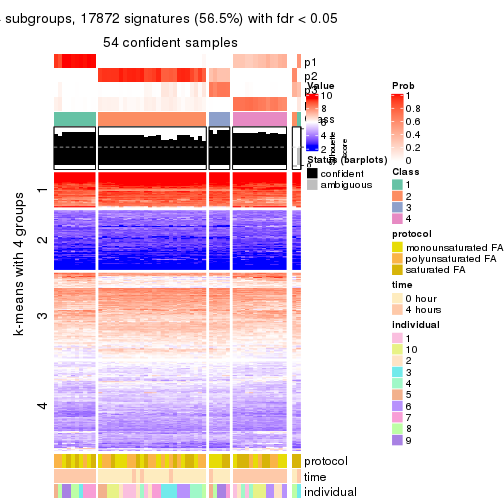 subgroups, 17872 signatures (56.5%) with fdr < 0.05
54 confident samples
p1
p2
p3
Value
10
8
6
4
2
Prob
1
0.8
0.6
0.4
0.2
0
Silhouette
score
Status (barplots)
confident
ambiguous
Class
1
2
3
4
k-means with 4 groups
1
2
3
4
protocol
monounsaturated FA
polyunsaturated FA
saturated FA
time
0 hour
4 hours
individual
1
10
2
3
4
5
6
7
8
9
protocol
time
individual